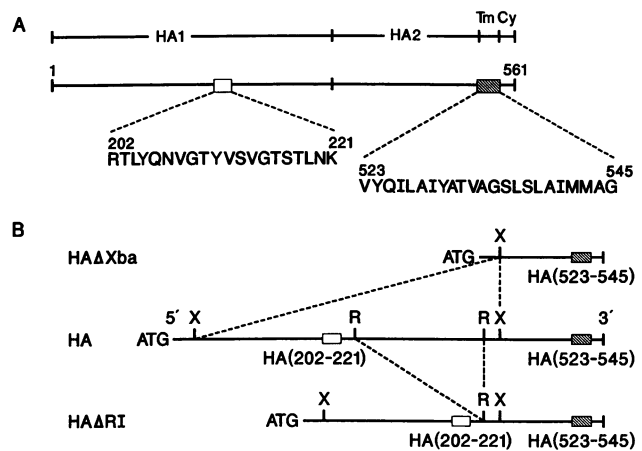 A
HA1 HA2 Tm Cy
1 561
202 221
RTLYQNVGTYVSVGTSTLNK
523 545
VYQILAIYATVAGSLSLAIMMAG
B
X
HAΔXba ATG
HA(523-545)
5′ X R R X 3′
HA ATG
HA(202-221) HA(523-545)
X R X
HAΔRI ATG
HA(202-221) HA(523-545)